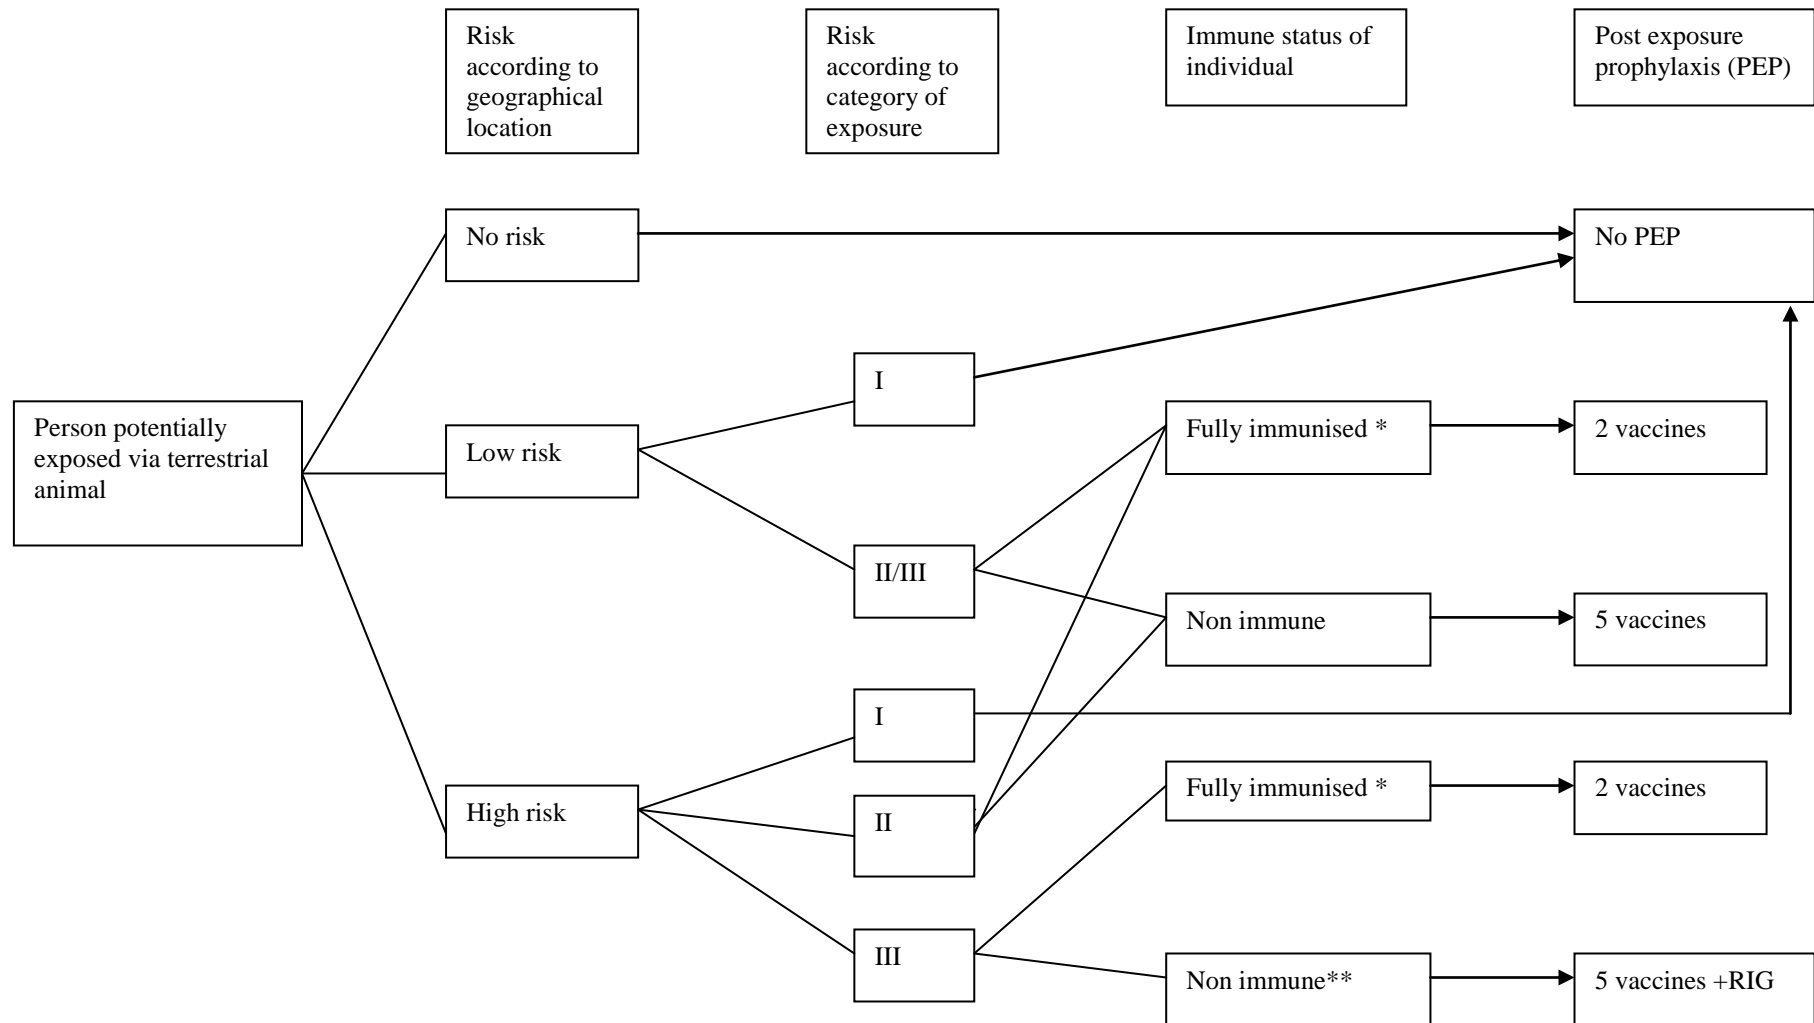 Risk
according to
geographical
location
Risk
according to
category of
exposure
Immune status of
individual
Post exposure
prophylaxis (PEP)
No risk
No PEP
I
Person potentially
exposed via terrestrial
animal
Low risk
Fully immunised *
2 vaccines
II/III
Non immune
5 vaccines
I
High risk
II
Fully immunised *
2 vaccines
III
Non immune**
5 vaccines +RIG